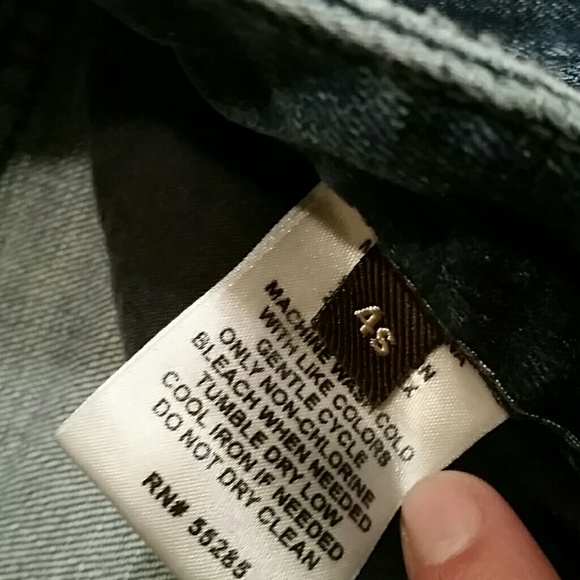 4S
MACHINE WASH COLD
WITH LIKE COLORS
GENTLE CYCLE
ONLY NON-CHLORINE
BLEACH WHEN NEEDED
TUMBLE DRY LOW
COOL IRON IF NEEDED
DO NOT DRY CLEAN
RN# 55285